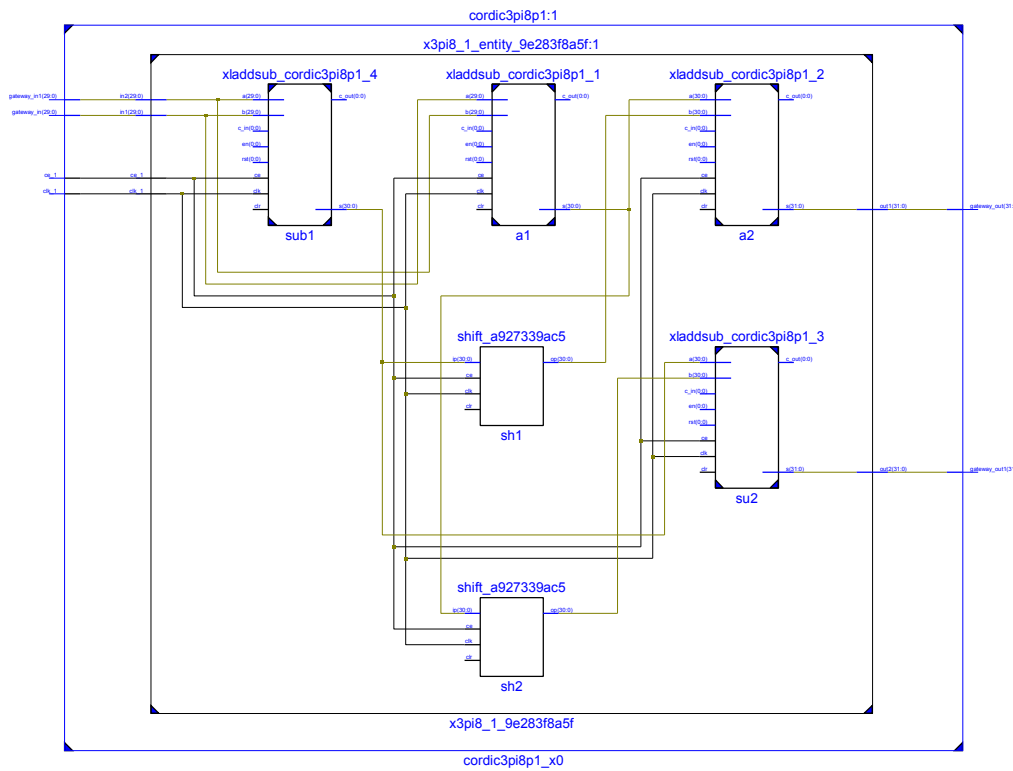 cordic3pi8p1:1
x3pi8_1_entity_9e283f8a5f:1
xladdsub_cordic3pi8p1_4
xladdsub_cordic3pi8p1_1
xladdsub_cordic3pi8p1_2
gateway_in1(29:0)
in2(29:0)
a(29:0)
c_out(0:0)
a(29:0)
c_out(0:0)
a(30:0)
c_out(0:0)
gateway_in(29:0)
in1(29:0)
b(29:0)
b(29:0)
b(30:0)
c_in(0:0)
c_in(0:0)
c_in(0:0)
en(0:0)
en(0:0)
en(0:0)
rst(0:0)
rst(0:0)
rst(0:0)
ce_1
ce_1
ce
ce
ce
clk_1
clk_1
clk
clk
clk
clr
s(30:0)
clr
s(30:0)
clr
s(31:0)
out1(31:0)
gateway_out(31:
sub1
a1
a2
shift_a927339ac5
xladdsub_cordic3pi8p1_3
ip(30:0)
op(30:0)
a(30:0)
c_out(0:0)
ce
b(30:0)
clk
c_in(0:0)
clr
en(0:0)
sh1
rst(0:0)
ce
clk
clr
s(31:0)
out2(31:0)
gateway_out1(31
su2
shift_a927339ac5
ip(30:0)
op(30:0)
ce
clk
clr
sh2
x3pi8_1_9e283f8a5f
cordic3pi8p1_x0